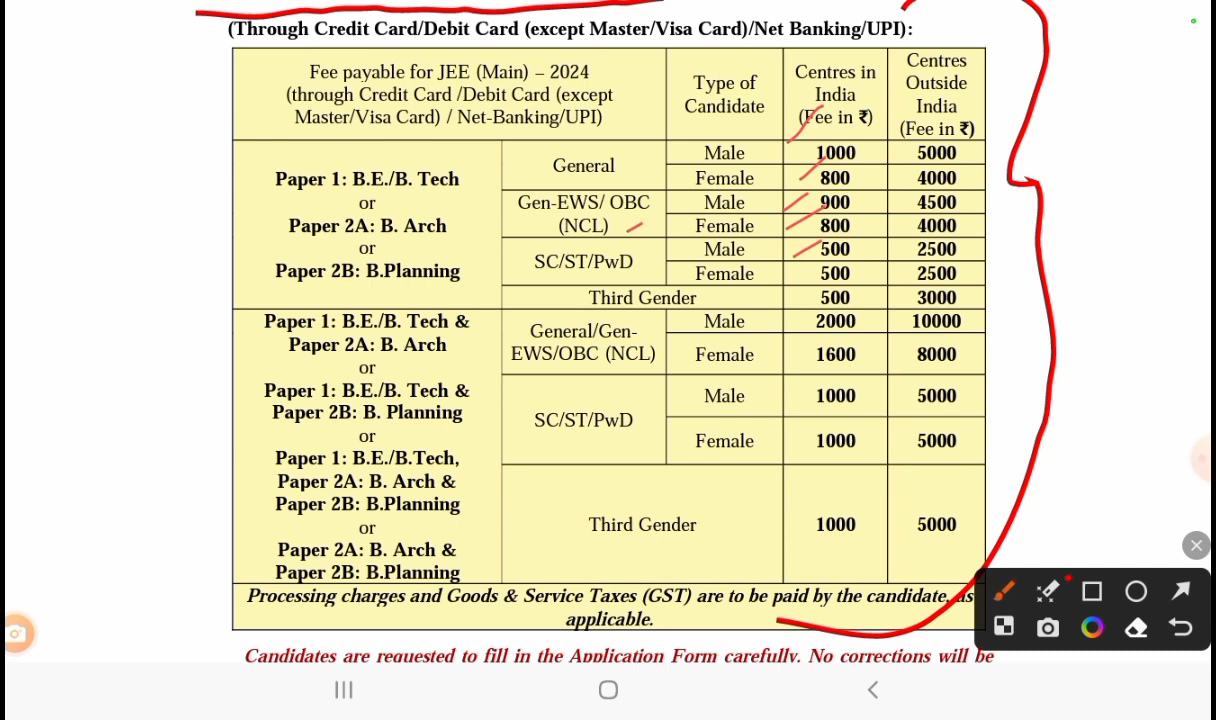 (Through Credit Card/Debit Card (except Master/Visa Card)/Net Banking/UPI):
Fee payable for JEE (Main) – 2024
(through Credit Card /Debit Card (except
Master/Visa Card) / Net-Banking/UPI)
Type of
Candidate
Centres in
India
(Fee in ₹)
Centres
Outside
India
(Fee in ₹)
Paper 1: B.E./B. Tech
or
Paper 2A: B. Arch
or
Paper 2B: B.Planning
General
Male
1000
5000
Female
800
4000
Gen-EWS/ OBC
(NCL)
Male
900
4500
Female
800
4000
SC/ST/PwD
Male
500
2500
Female
500
2500
Third Gender
500
3000
Paper 1: B.E./B. Tech &
Paper 2A: B. Arch
or
Paper 1: B.E./B. Tech &
Paper 2B: B. Planning
or
Paper 1: B.E./B.Tech,
Paper 2A: B. Arch &
Paper 2B: B.Planning
or
Paper 2A: B. Arch &
Paper 2B: B.Planning
General/Gen-
EWS/OBC (NCL)
Male
2000
10000
Female
1600
8000
SC/ST/PwD
Male
1000
5000
Female
1000
5000
Third Gender
1000
5000
Processing charges and Goods & Service Taxes (GST) are to be paid by the candidate, as
applicable.
Candidates are requested to fill in the Application Form carefully. No corrections will be